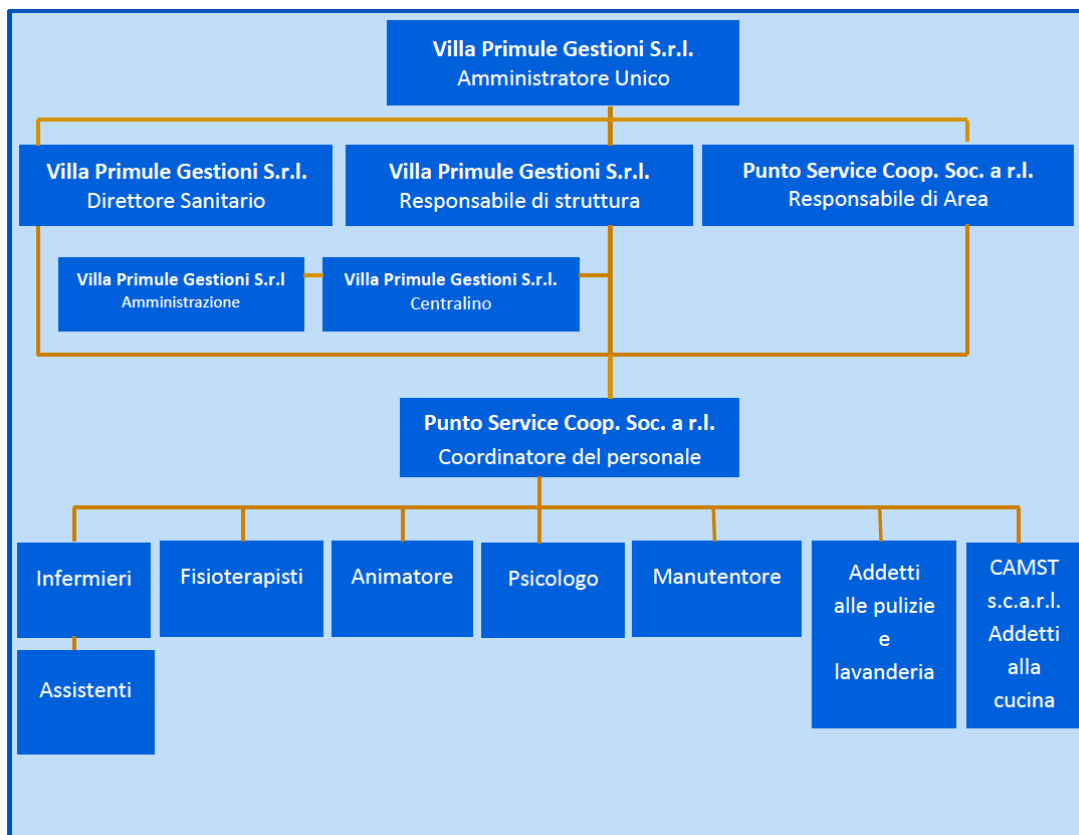 Villa Primule Gestioni S.r.l.
Amministratore Unico
Villa Primule Gestioni S.r.l.
Direttore Sanitario
Villa Primule Gestioni S.r.l.
Responsabile di struttura
Punto Service Coop. Soc. a r.l.
Responsabile di Area
Villa Primule Gestioni S.r.l
Amministrazione
Villa Primule Gestioni S.r.l.
Centralino
Punto Service Coop. Soc. a r.l.
Coordinatore del personale
Infermieri
Fisioterapisti
Animatore
Psicologo
Manutentore
Addetti
alle pulizie
e
lavanderia
CAMST
s.c.a.r.l.
Addetti
alla
cucina
Assistenti